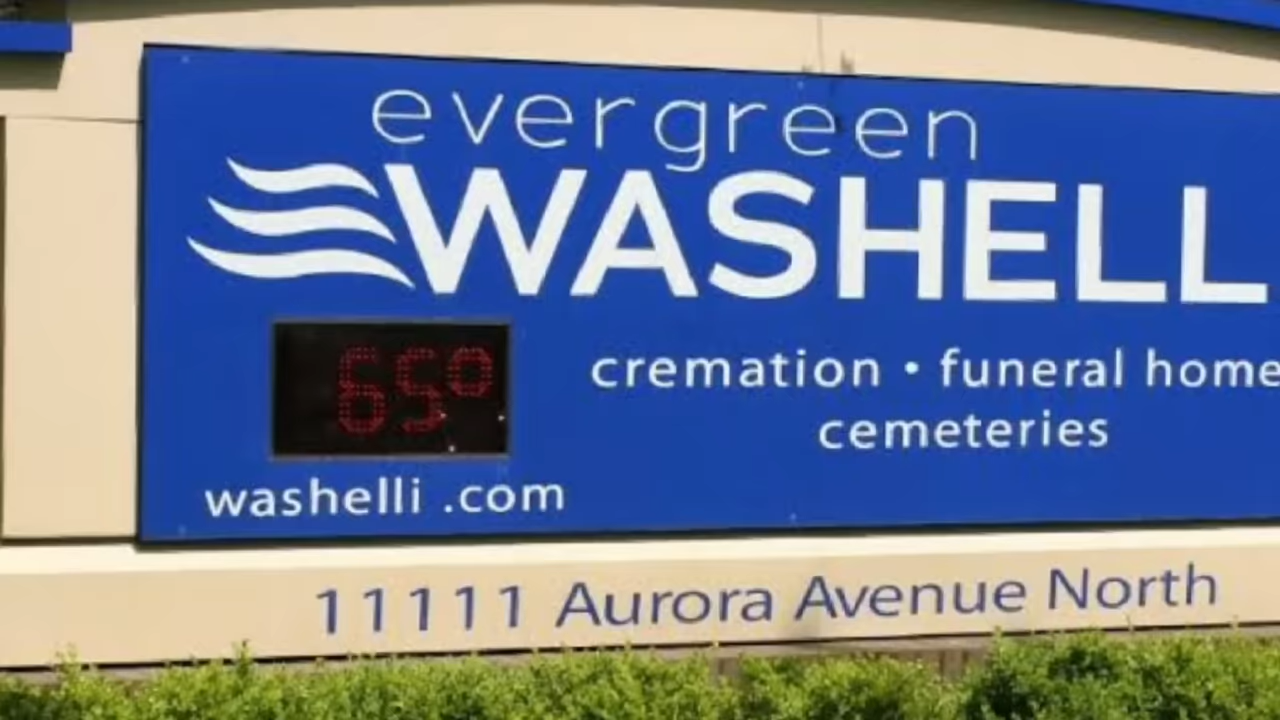 evergreen
WASHELL
65°
cremation • funeral home
cemeteries
washelli .com
11111 Aurora Avenue North